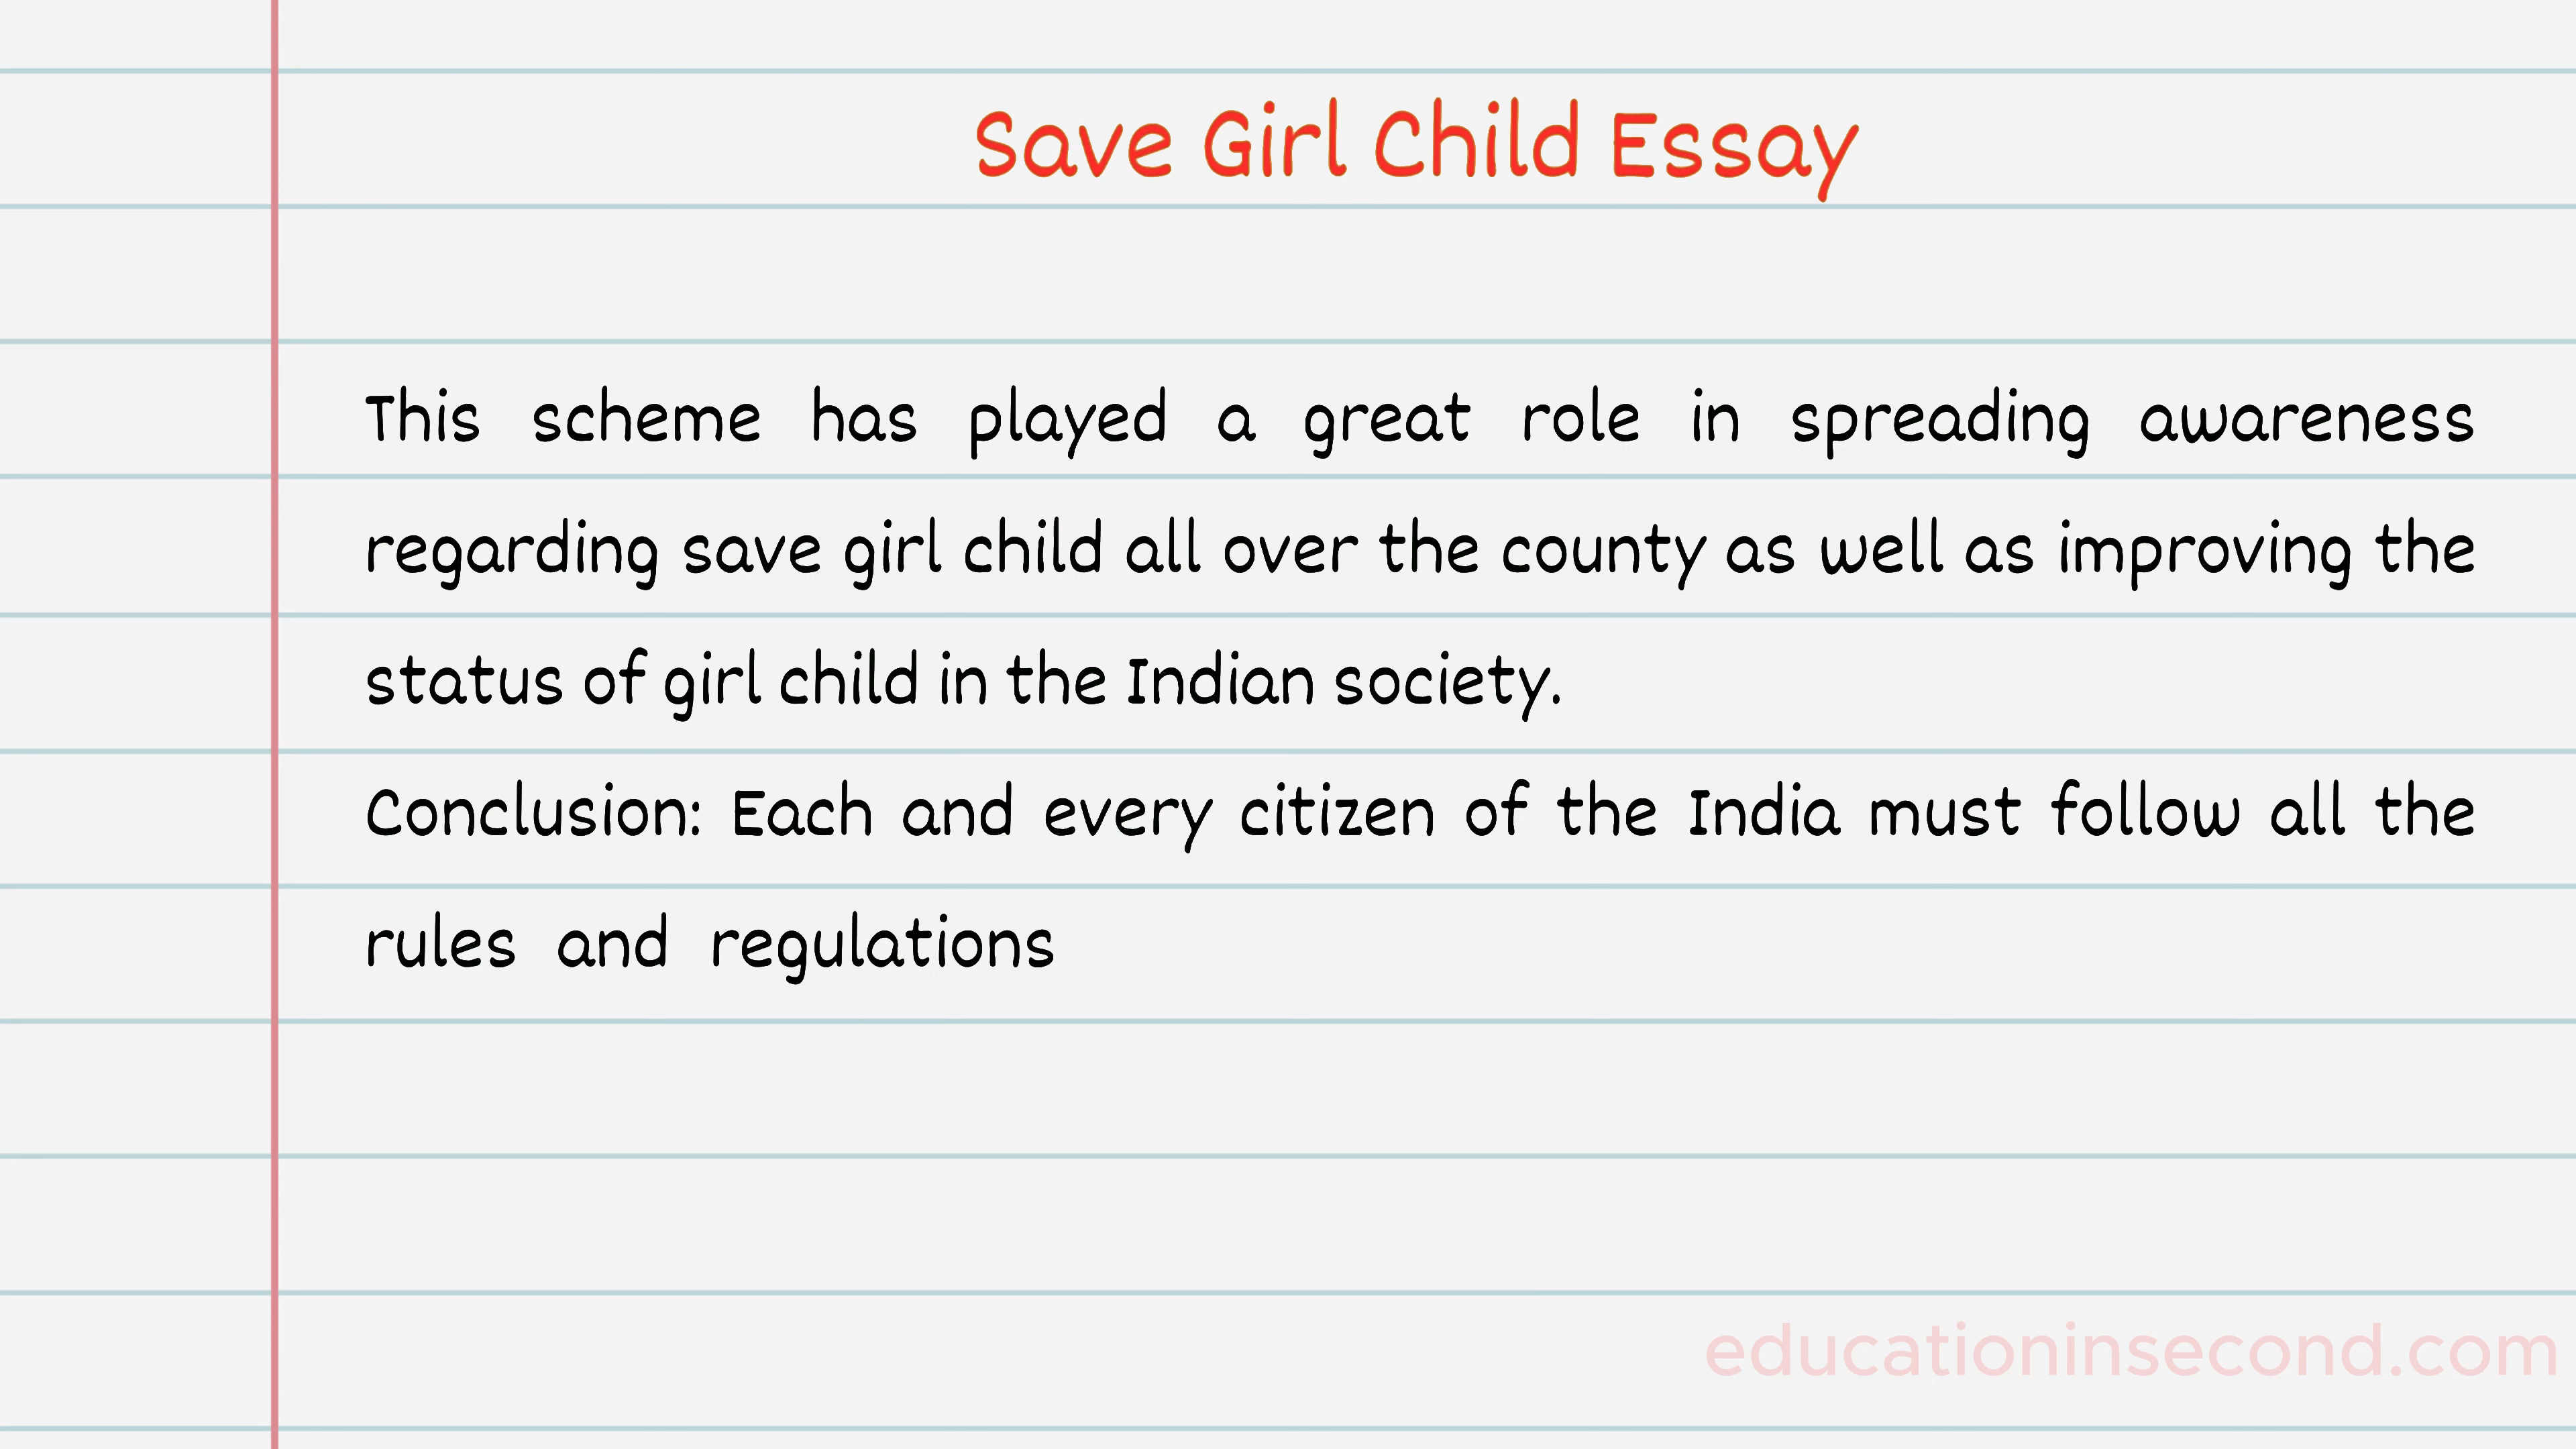 Save Girl Child Essay
This scheme has played a great role in spreading awareness
regarding save girl child all over the county as well as improving the
status of girl child in the Indian society.
Conclusion: Each and every citizen of the India must follow all the
rules and regulations
educationinsecond.com